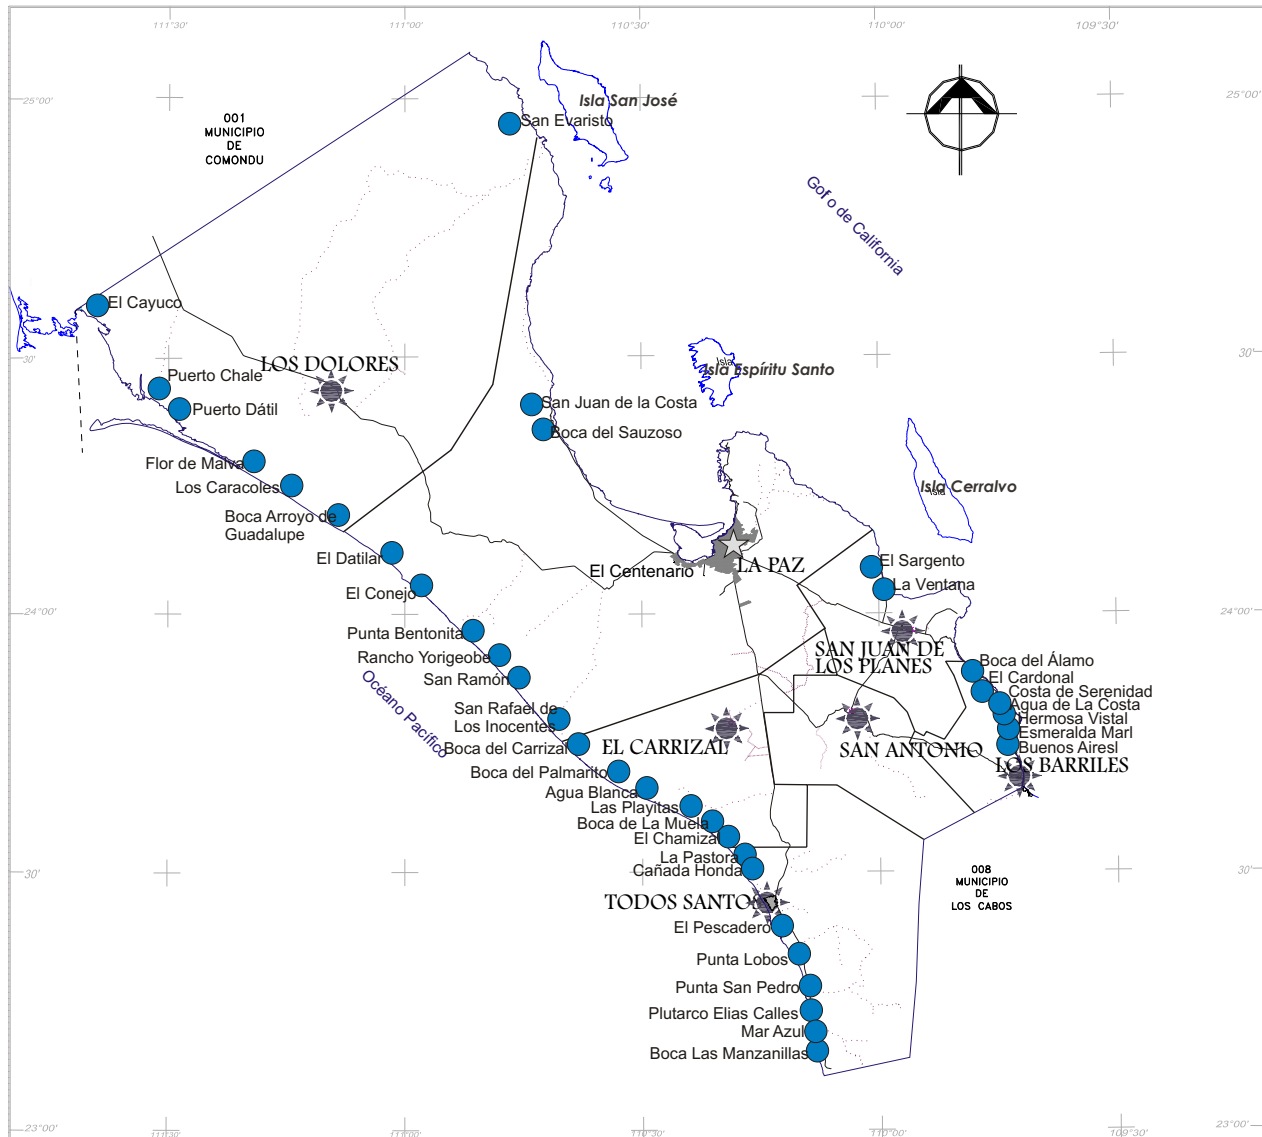 111°30'
111°00'
110°30'
110°00'
109°30'
25°00'
25°00'
Isla San José
San Evaristo
001
MUNICIPIO
DE
COMONDU
Golfo de California
El Cayuco
30'
30'
LOS DOLORES
Isla
Isla Espíritu Santo
Puerto Chale
Puerto Dátil
San Juan de la Costa
Boca del Sauzoso
Flor de Malva
Los Caracoles
Isla Cerralvo
Isla
Boca Arroyo de
Guadalupe
El Datilar
El Centenario
LA PAZ
El Sargento
La Ventana
El Conejo
24°00'
24°00'
Punta Bentonita
Rancho Yorigeobe
San Ramón
SAN JUAN DE
LOS PLANES
Boca del Álamo
El Cardonal
Costa de Serenidad
Agua de La Costa
Hermosa Vistal
Esmeralda Marl
Buenos Airesl
LOS BARRILES
Océano Pacífico
San Rafael de
Los Inocentes
Boca del Carrizal
EL CARRIZAL
SAN ANTONIO
Boca del Palmarito
Agua Blanca
Las Playitas
Boca de La Muela
El Chamizal
La Pastora
Cañada Honda
30'
30'
008
MUNICIPIO
DE
LOS CABOS
TODOS SANTOS
El Pescadero
Punta Lobos
Punta San Pedro
Plutarco Elias Calles
Mar Azul
Boca Las Manzanillas
23°00'
23°00'
111°30'
111°00'
110°30'
110°00'
109°30'